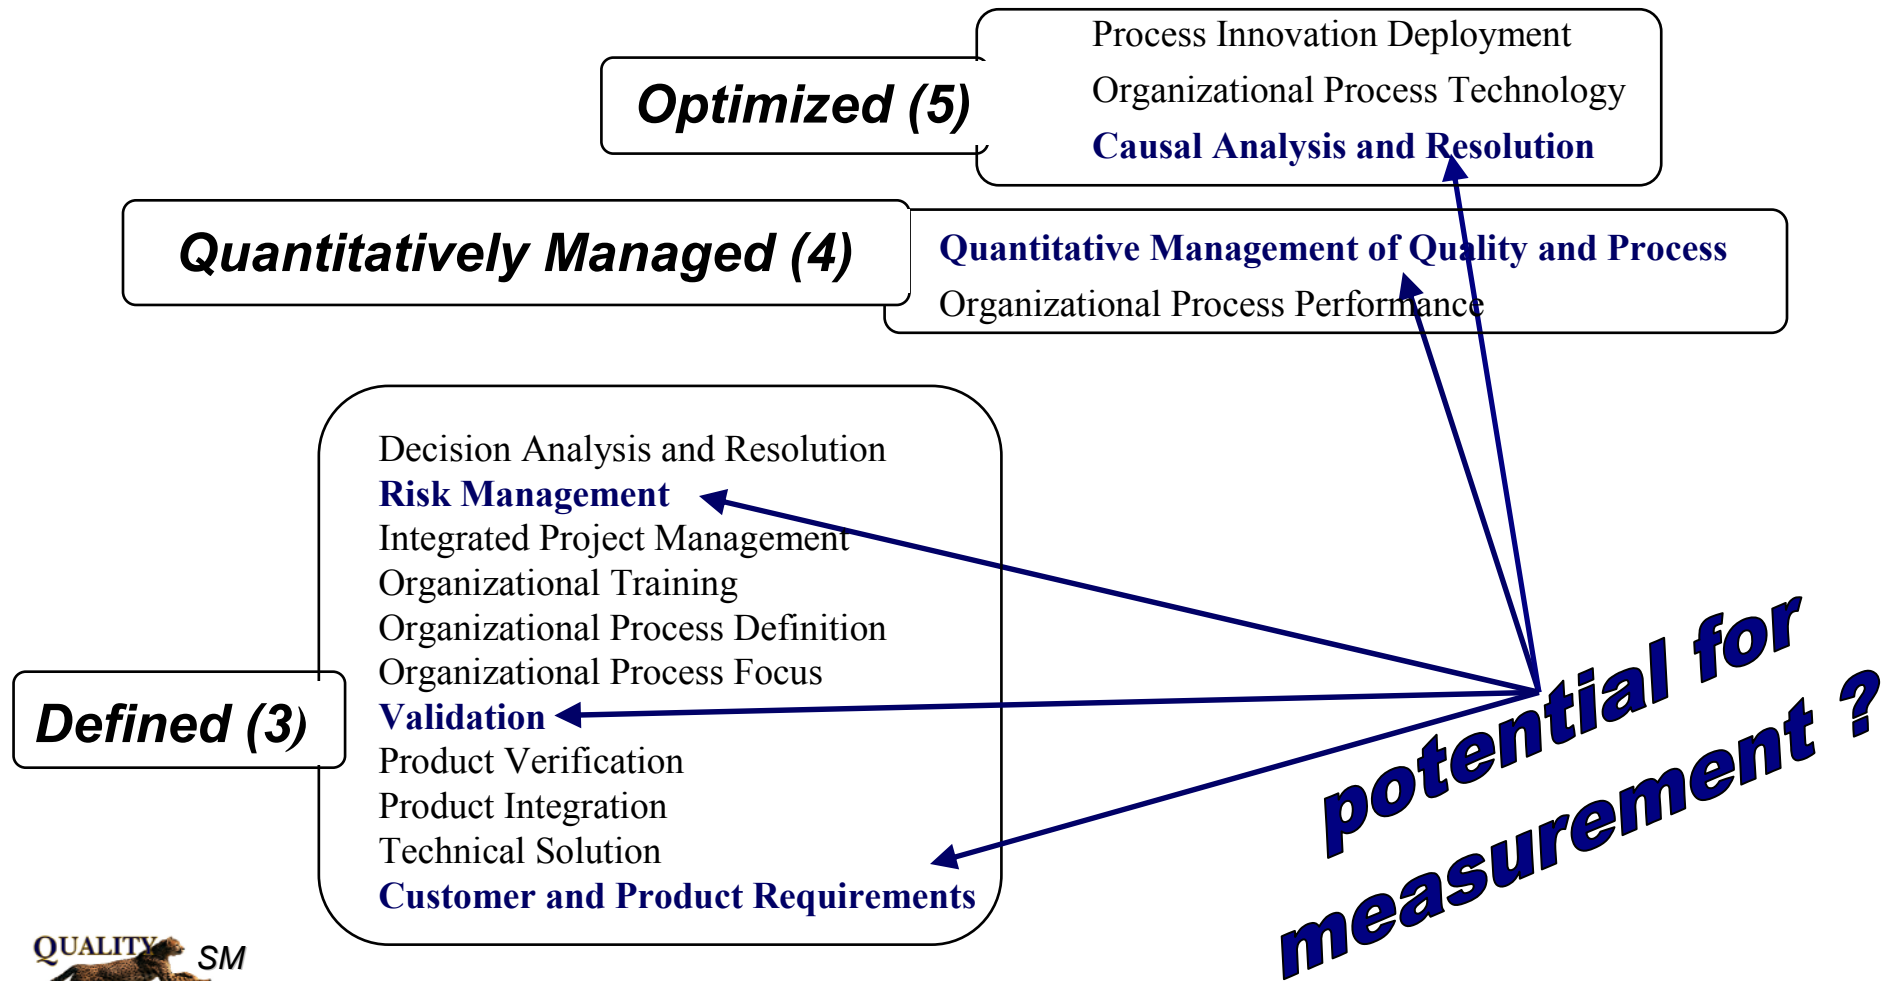 Process Innovation Deployment
Organizational Process Technology
Causal Analysis and Resolution
Optimized (5)
Quantitatively Managed (4)
Quantitative Management of Quality and Process
Organizational Process Performance
Decision Analysis and Resolution
Risk Management
Integrated Project Management
Organizational Training
Organizational Process Definition
Organizational Process Focus
Validation
Product Verification
Product Integration
Technical Solution
Customer and Product Requirements
Defined (3)
potential for
measurement ?
QUALITY
SM